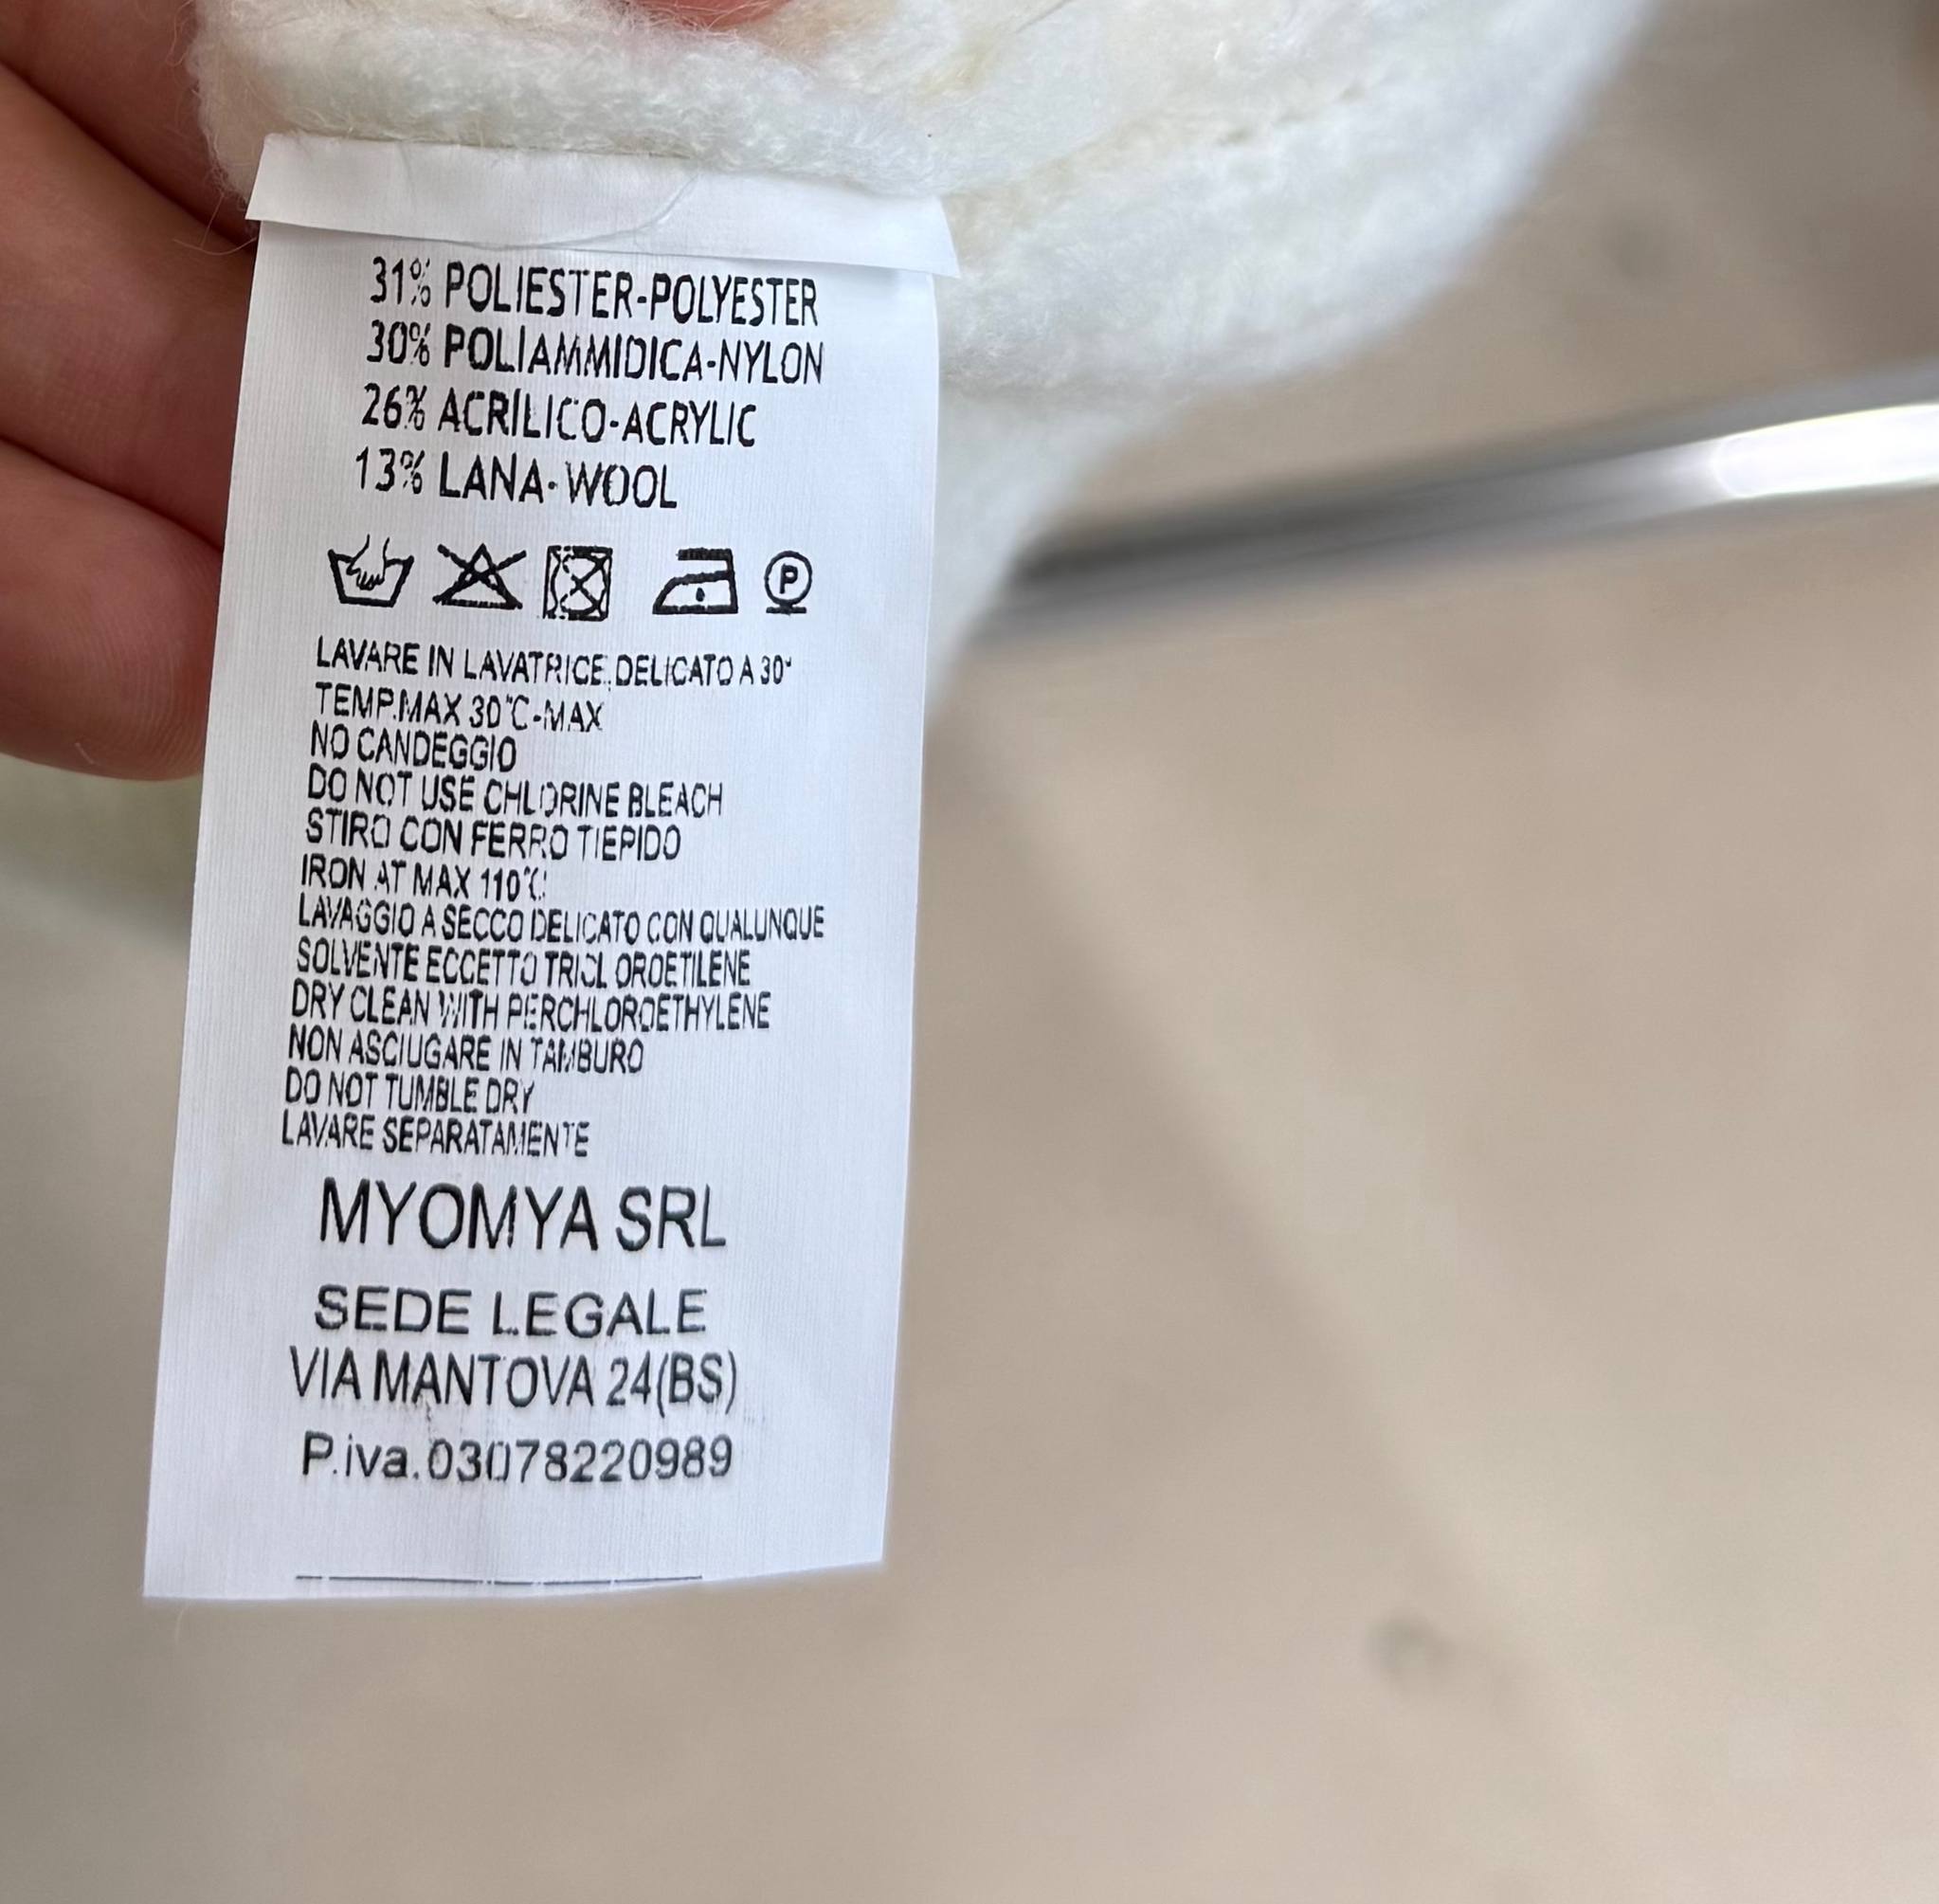 31% POLIESTER-POLYESTER
30% POLIAMMIDICA-NYLON
26% ACRILICO-ACRYLIC
13% LANA-WOOL
P
LAVARE IN LAVATRICE DELICATO A 30°
TEMP.MAX 30°C-MAX
NO CANDEGGIO
DO NOT USE CHLORINE BLEACH
STIRO CON FERRO TIEPIDO
IRON AT MAX 110°C
LAVAGGIO A SECCO DELICATO CON QUALUNQUE
SOLVENTE ECCETTO TRICL OROETILENE
DRY CLEAN WITH PERCHLOROETHYLENE
NON ASCIUGARE IN TAMBURO
DO NOT TUMBLE DRY
LAVARE SEPARATAMENTE
MYOMYA SRL
SEDE LEGALE
VIA MANTOVA 24(BS)
P.iva.03078220989